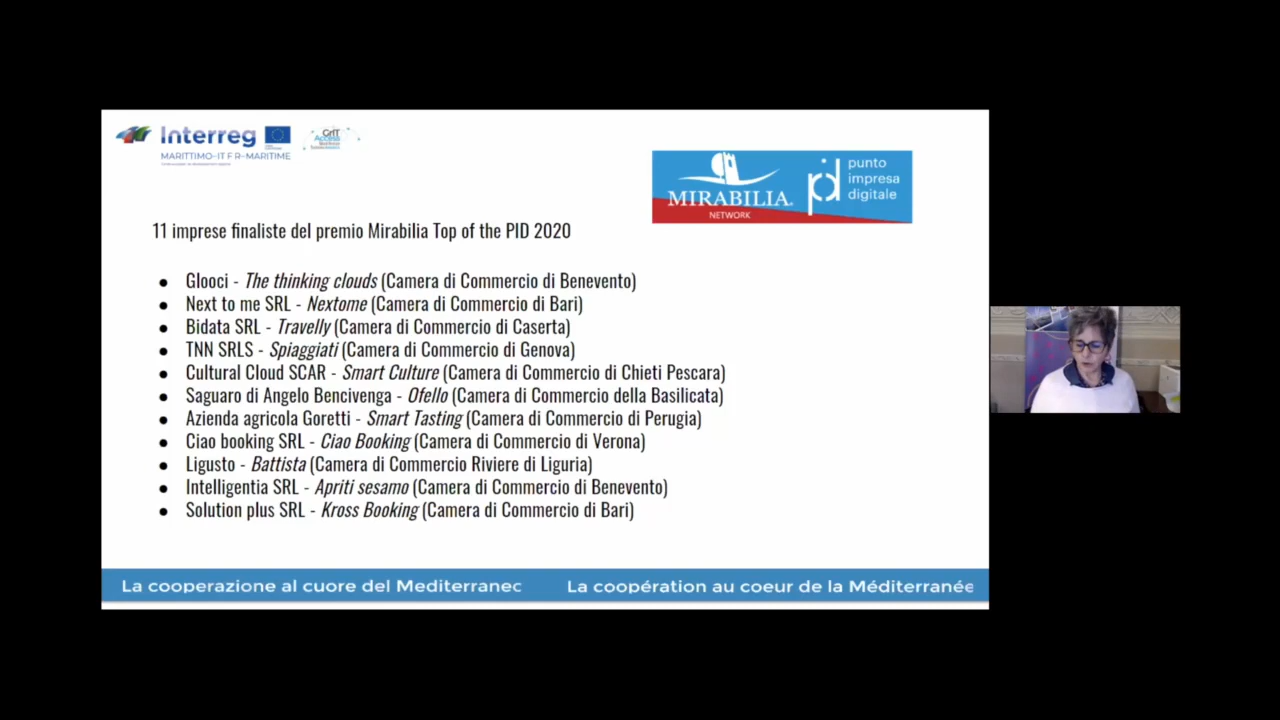 Interreg
MARITTIMO-IT FR-MARITIME
GrIT
Access
MIRABILIA
NETWORK
punto
impresa
digitale
pid
11 imprese finaliste del premio Mirabilia Top of the PID 2020
● Glooci - The thinking clouds (Camera di Commercio di Benevento)
● Next to me SRL - Nextome (Camera di Commercio di Bari)
● Bidata SRL - Travelly (Camera di Commercio di Caserta)
● TNN SRLS - Spiaggiati (Camera di Commercio di Genova)
● Cultural Cloud SCAR - Smart Culture (Camera di Commercio di Chieti Pescara)
● Saguaro di Angelo Bencivenga - Ofello (Camera di Commercio della Basilicata)
● Azienda agricola Goretti - Smart Tasting (Camera di Commercio di Perugia)
● Ciao booking SRL - Ciao Booking (Camera di Commercio di Verona)
● Ligusto - Battista (Camera di Commercio Riviere di Liguria)
● Intelligentia SRL - Apriti sesamo (Camera di Commercio di Benevento)
● Solution plus SRL - Kross Booking (Camera di Commercio di Bari)
La cooperazione al cuore del Mediterraneo
La coopération au coeur de la Méditerranée